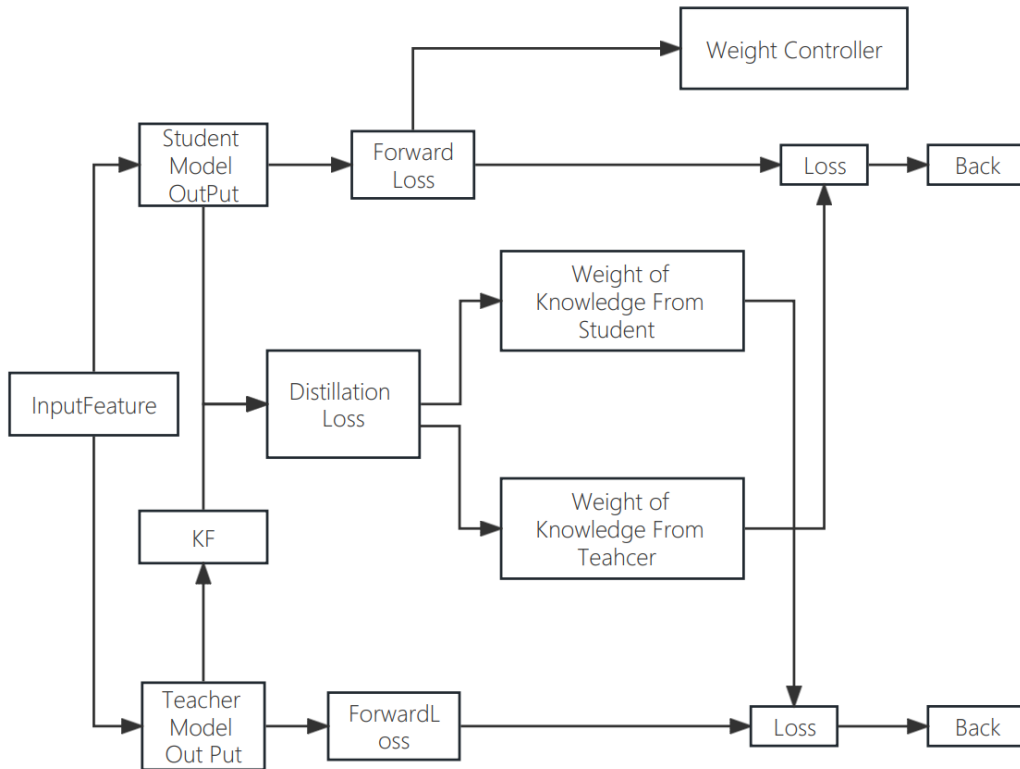 Weight Controller
Student
Model
OutPut
Forward
Loss
Loss
Back
Weight of
Knowledge From
Student
InputFeature
Distillation
Loss
Weight of
Knowledge From
Teahcer
KF
Teacher
Model
Out Put
ForwardL
oss
Loss
Back